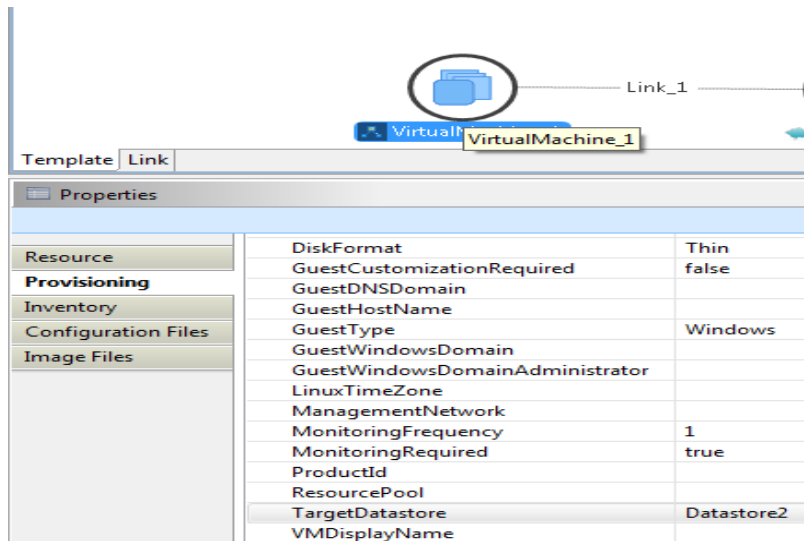 Link_1
Virtual
VirtualMachine_1
Template Link
Properties
Resource
Provisioning
Inventory
Configuration Files
Image Files
DiskFormat Thin
GuestCustomizationRequired false
GuestDNSDomain
GuestHostName
GuestType Windows
GuestWindowsDomain
GuestWindowsDomainAdministrator
LinuxTimeZone
ManagementNetwork
MonitoringFrequency 1
MonitoringRequired true
ProductId
ResourcePool
TargetDatastore Datastore2
VMDisplayName